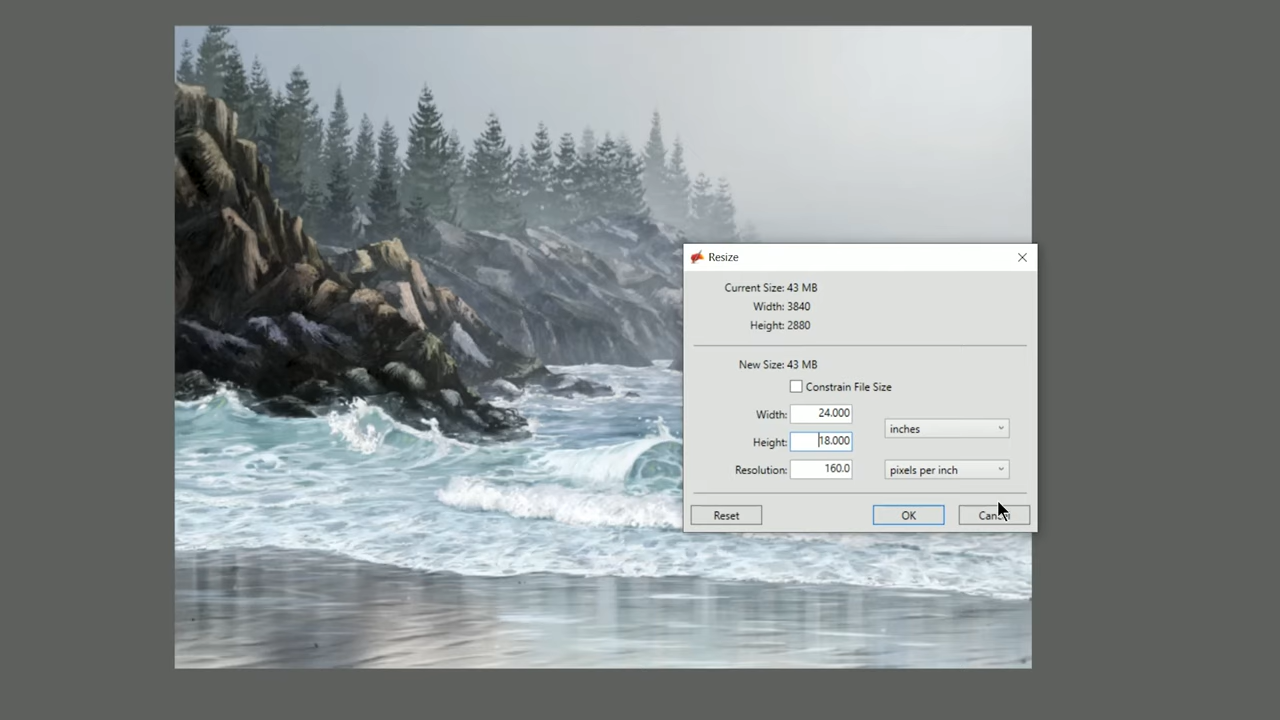 Resize
Current Size: 43 MB
Width: 3840
Height: 2880
New Size: 43 MB
Constrain File Size
Width: 24.000
inches
Height: 18.000
Resolution: 160.0 pixels per inch
Reset OK